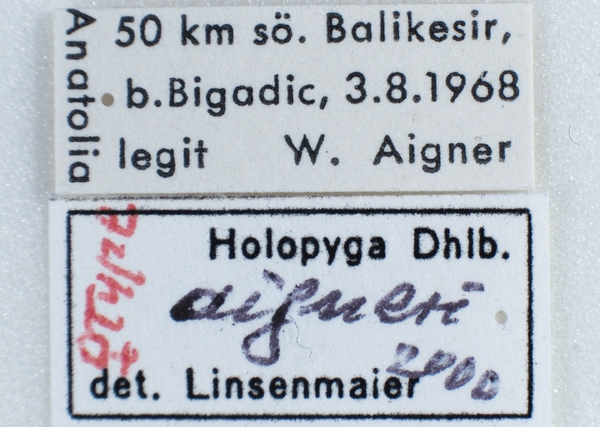 Anatolia
50 km sö. Balikesir,
b.Bigadic, 3.8.1968
legit W. Aigner
Holopyga Dhlb.
aigneri
2000
det. Linsenmaier